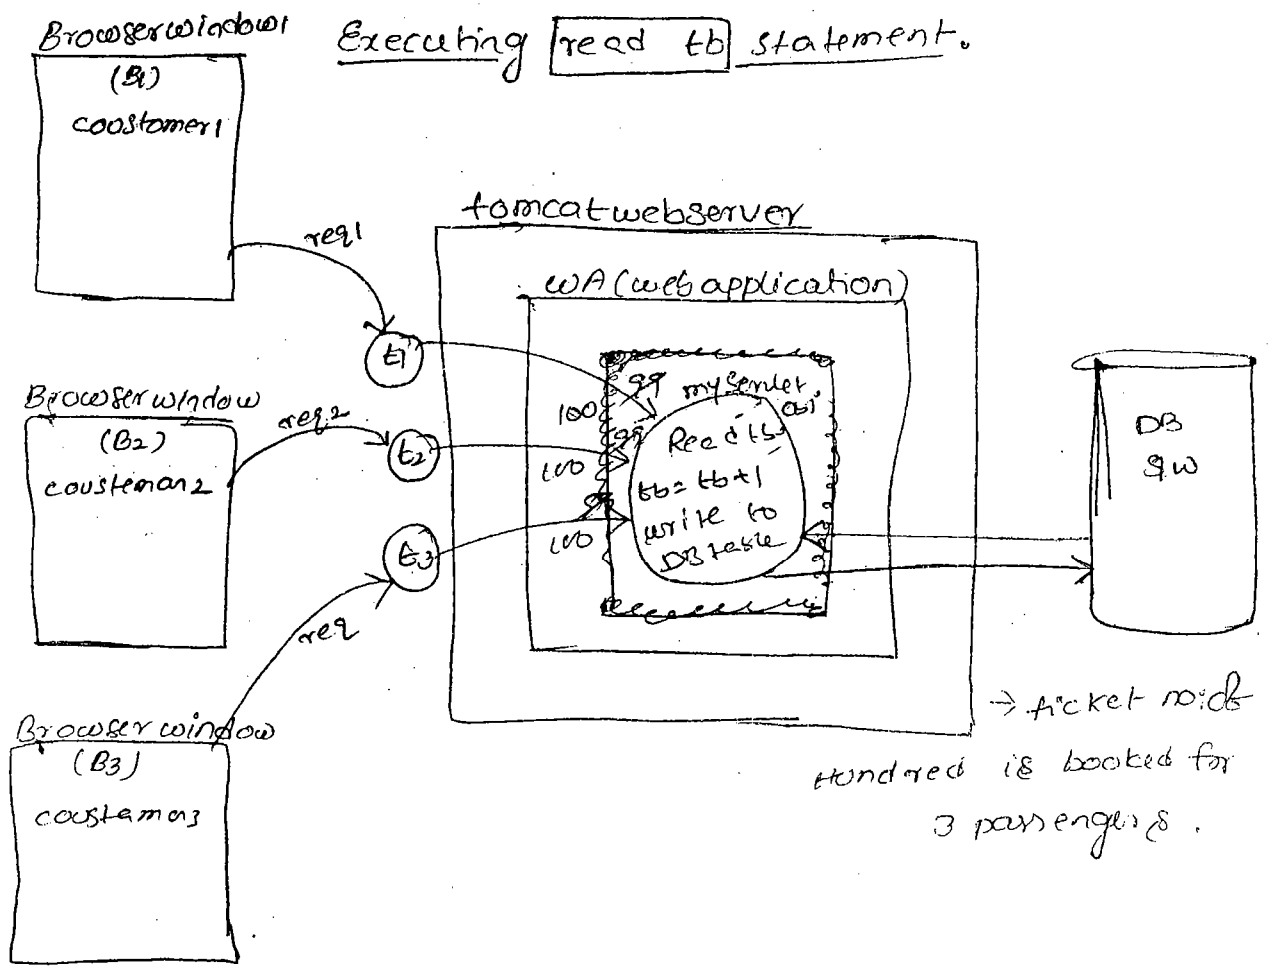 Browserwindow1
Executing read tb statement.
(B1)
coostomer1
req1
tomcatwebserver
WA(webapplication)
t1
99
100
myservlet
obj
Read tb
tb= tb+1
write to
DB table
99
100
99
100
Browserwindow
(B2)
coustemar2
req2
t2
t3
req
DB
s/w
Browserwindow
(B3)
coustamar3
→ ticket no
Hundred is booked for
3 passengers.